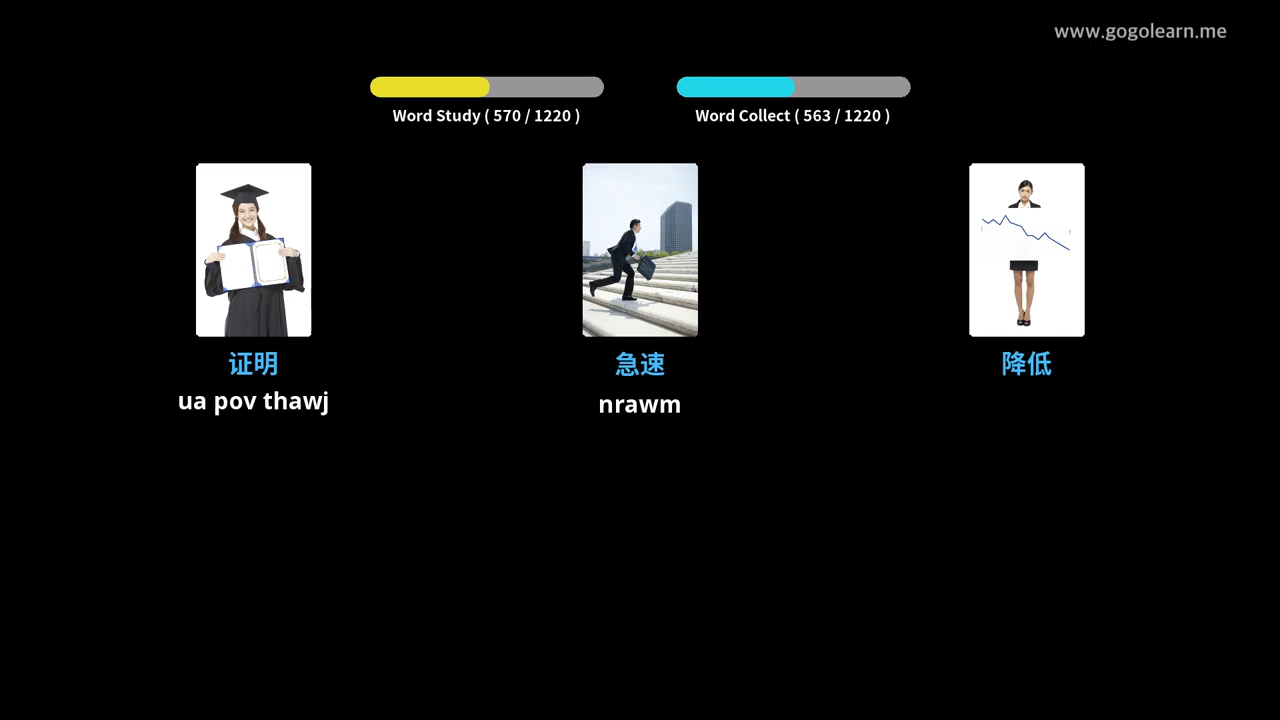 www.gogolearn.me
Word Study ( 570 / 1220 )
Word Collect ( 563 / 1220 )
证明
急速
降低
ua pov thawj
nrawm